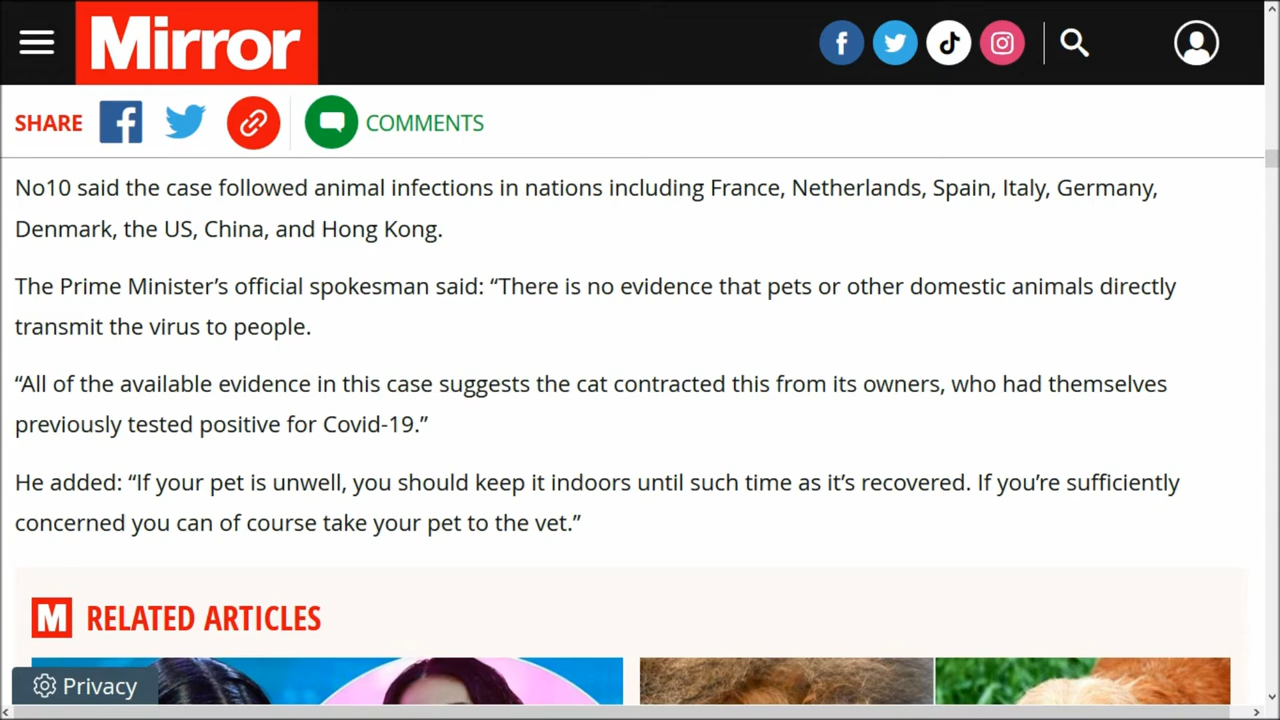 Mirror
SHARE
COMMENTS
No10 said the case followed animal infections in nations including France, Netherlands, Spain, Italy, Germany,
Denmark, the US, China, and Hong Kong.
The Prime Minister’s official spokesman said: “There is no evidence that pets or other domestic animals directly
transmit the virus to people.
“All of the available evidence in this case suggests the cat contracted this from its owners, who had themselves
previously tested positive for Covid-19.”
He added: “If your pet is unwell, you should keep it indoors until such time as it’s recovered. If you’re sufficiently
concerned you can of course take your pet to the vet.”
M RELATED ARTICLES
Privacy